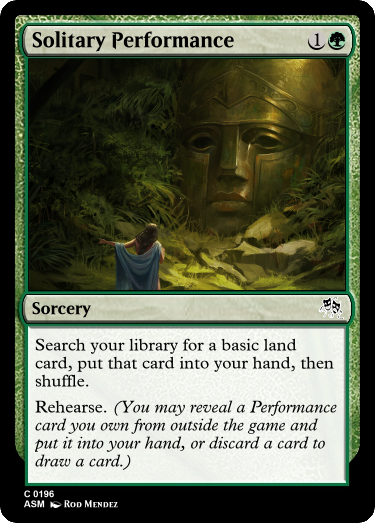 Solitary Performance 1
Sorcery
Search your library for a basic land
card, put that card into your hand, then
shuffle.
Rehearse. (You may reveal a Performance
card you own from outside the game and
put it into your hand, or discard a card to
draw a card.)
C 0196
ASM Rod Mendez